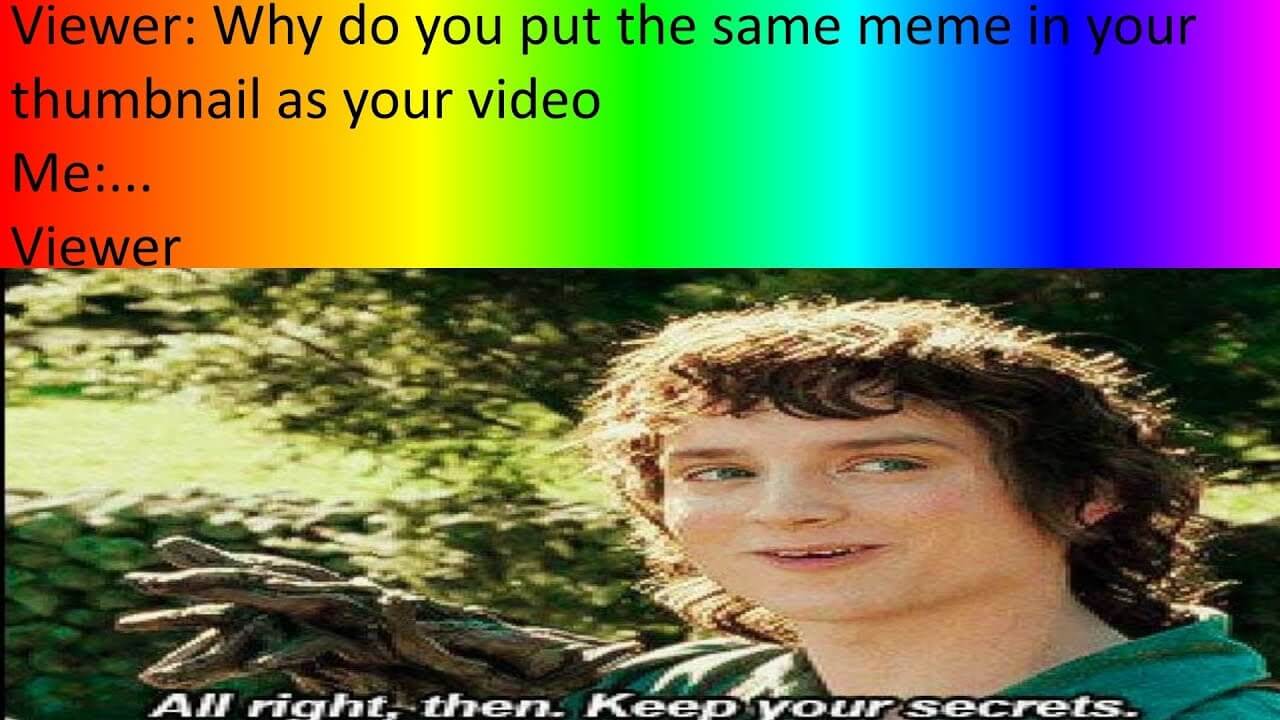 Viewer: Why do you put the same meme in your
thumbnail as your video
Me:...
Viewer
All right, then. Keep your secrets.